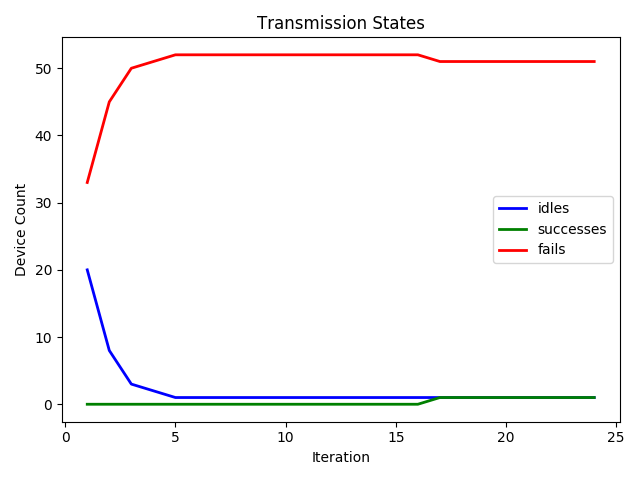 Transmission States
Device Count
50
40
30
20
10
0
idles
successes
fails
0 5 10 15 20 25
Iteration